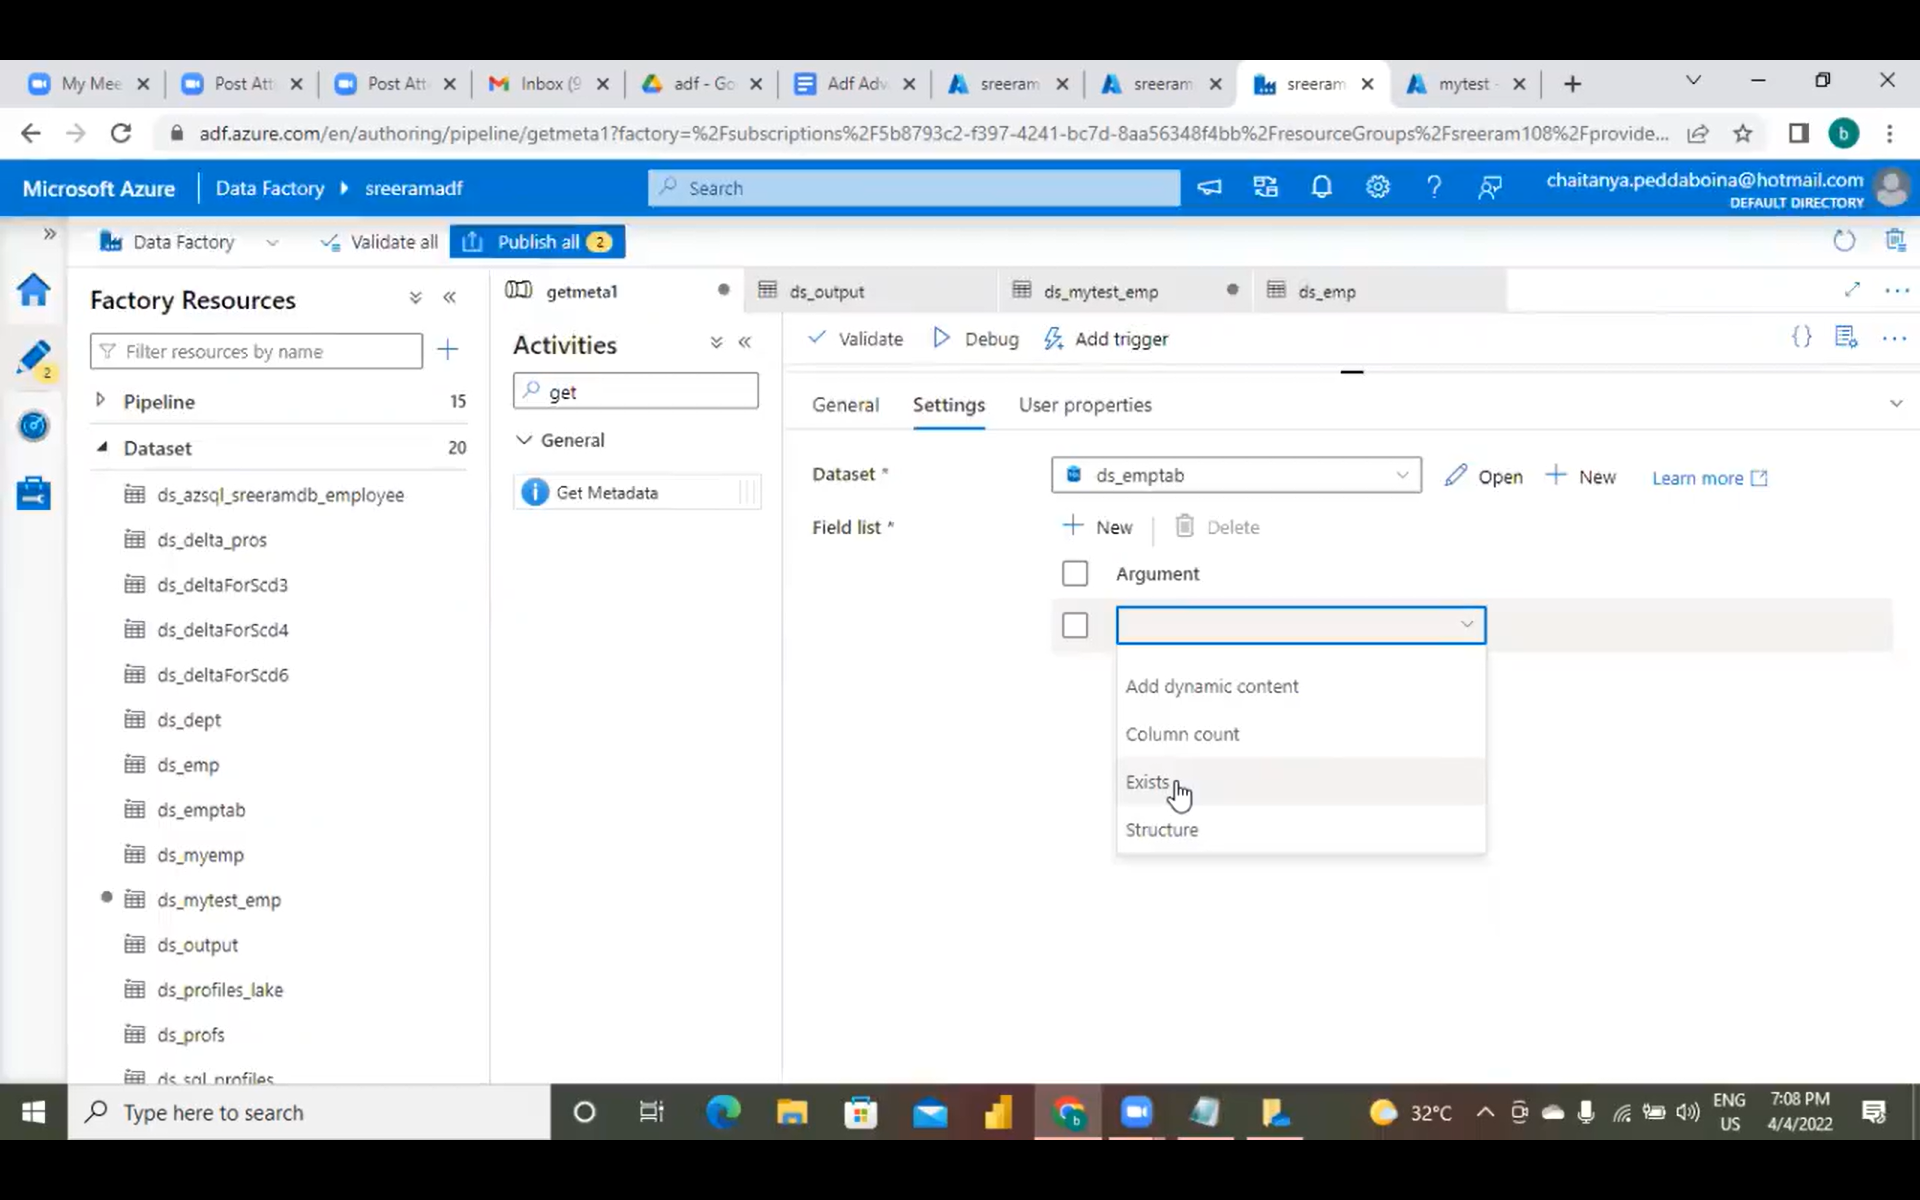 My Mee
Post Att
Post Att
Inbox (9
adf - Go
Adf Adv
sreeram
sreeram
sreeram
mytest -
adf.azure.com/en/authoring/pipeline/getmeta1?factory=%2Fsubscriptions%2F5b8793c2-f397-4241-bc7d-8aa56348f4bb%2FresourceGroups%2Fsreeram108%2Fprovide...
b
Microsoft Azure
Data Factory
sreeramadf
Search
chaitanya.peddaboina@hotmail.com
DEFAULT DIRECTORY
Data Factory
Validate all
Publish all 2
Factory Resources
getmeta1
ds_output
ds_mytest_emp
ds_emp
Filter resources by name
Activities
Validate
Debug
Add trigger
2
get
Pipeline 15
General
Settings
User properties
Dataset 20
General
ds_azsql_sreeramdb_employee
Get Metadata
Dataset *
ds_emptab
Open
New
Learn more
Field list *
New
Delete
Argument
Add dynamic content
Column count
Exists
Structure
ds_delta_pros
ds_deltaForScd3
ds_deltaForScd4
ds_deltaForScd6
ds_dept
ds_emp
ds_emptab
ds_myemp
ds_mytest_emp
ds_output
ds_profiles_lake
ds_profs
ds_sql_profiles
Type here to search
b
32°C
ENG
US
7:08 PM
4/4/2022